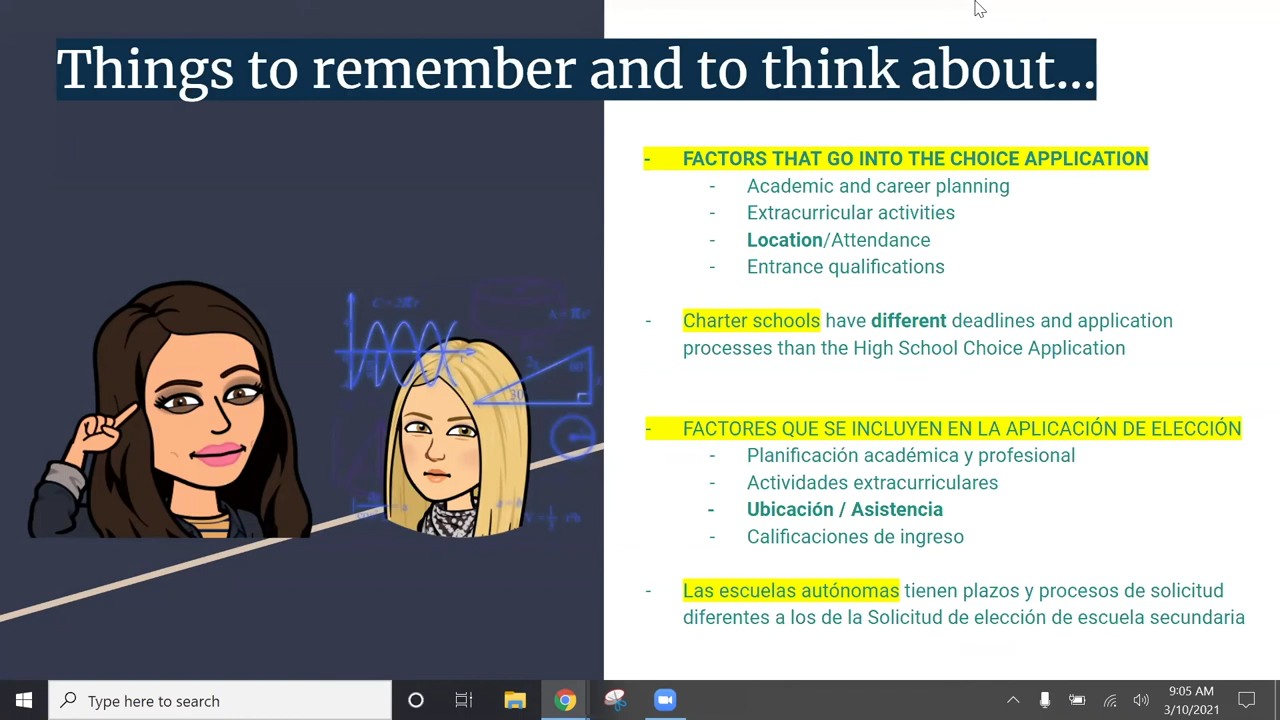 Things to remember and to think about...
- FACTORS THAT GO INTO THE CHOICE APPLICATION
- Academic and career planning
- Extracurricular activities
- Location/Attendance
- Entrance qualifications
- Charter schools have different deadlines and application
processes than the High School Choice Application
- FACTORES QUE SE INCLUYEN EN LA APLICACIÓN DE ELECCIÓN
- Planificación académica y profesional
- Actividades extracurriculares
- Ubicación / Asistencia
- Calificaciones de ingreso
- Las escuelas autónomas tienen plazos y procesos de solicitud
diferentes a los de la Solicitud de elección de escuela secundaria
Type here to search
9:05 AM
3/10/2021